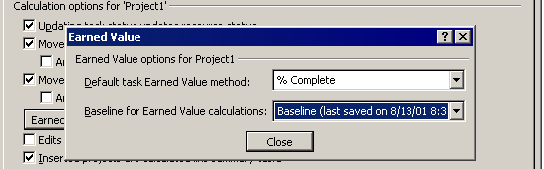 Calculation options for 'Project1'
Updating task status updates resource status
Move
Earned Value
Earned Value options for Project1
Default task Earned Value method:
% Complete
Move
Baseline for Earned Value calculations:
Baseline (last saved on 8/13/01 8:3
Earned
Edits
Close
Inserted projects are calculated like summary tasks